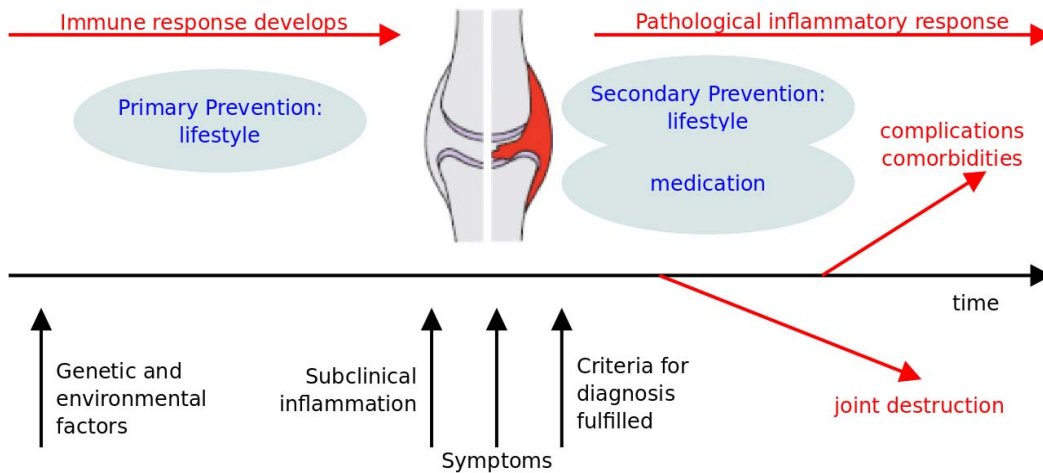 Immune response develops
Pathological inflammatory response
Primary Prevention:
lifestyle
Secondary Prevention:
lifestyle
medication
complications
comorbidities
time
Genetic and
environmental
factors
Subclinical
inflammation
Symptoms
Criteria for
diagnosis
fulfilled
joint destruction